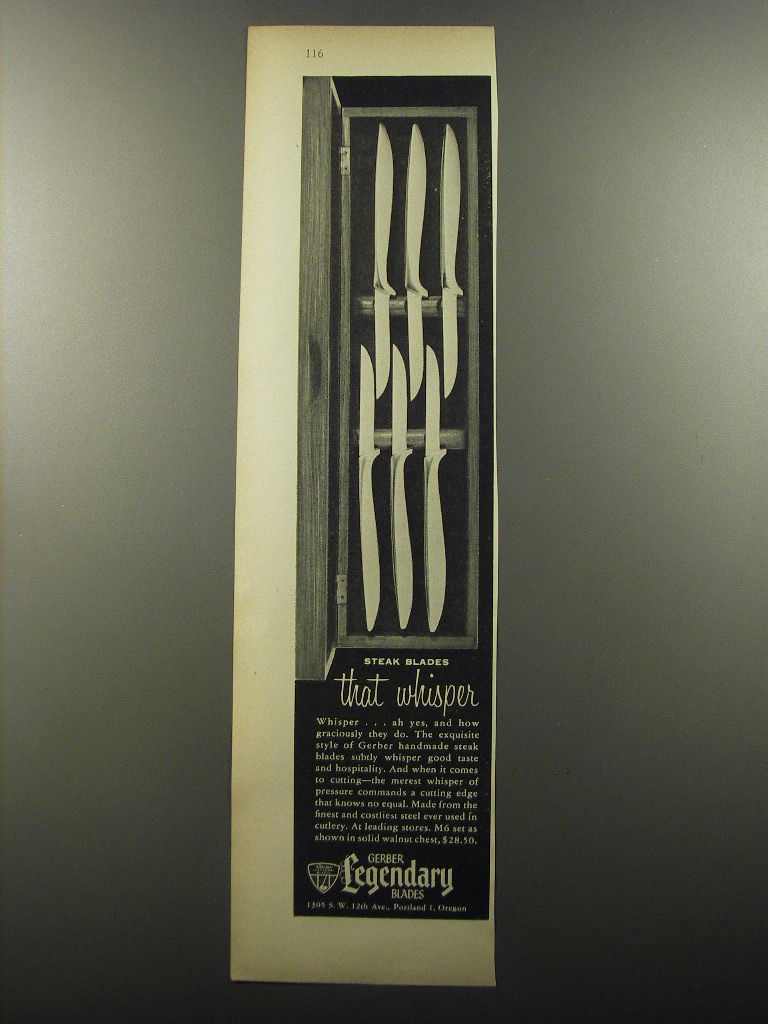 116
STEAK BLADES
that whisper
Whisper . . . ah yes, and how
graciously they do. The exquisite
style of Gerber handmade steak
blades subtly whisper good taste
and hospitality. And when it comes
to cutting—the merest whisper of
pressure commands a cutting edge
that knows no equal. Made from the
finest and costliest steel ever used in
cutlery. At leading stores. M6 set as
shown in solid walnut chest, $28.50.
GERBER
Legendary
BLADES
1305 S. W. 12th Ave., Portland 1, Oregon